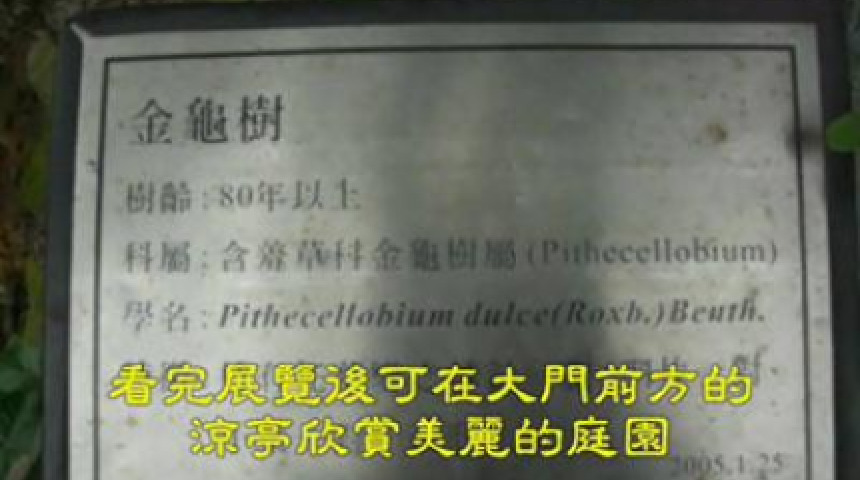 金龜樹
樹齡:80年以上
科屬:含羞草科金龜樹屬(Pithecellobium)
學名:Pithecellobium dulce(Roxb.)Benth.
看完展覽後可在大門前方的
涼亭欣賞美麗的庭園
2005.1.25